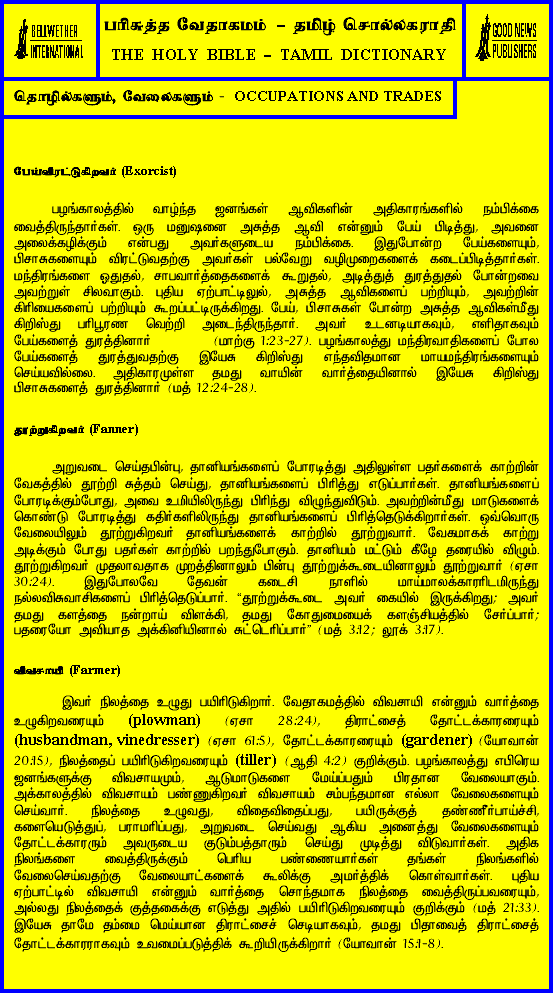 BELLWETHER
INTERNATIONAL
பரிசுத்த வேதாகமம் – தமிழ் சொல்லகராதி
THE HOLY BIBLE – TAMIL DICTIONARY
GOOD NEWS
PUBLISHERS
தொழில்களும், வேலைகளும் - OCCUPATIONS AND TRADES
பேய்விரட்டுகிறவர் (Exorcist)
பழங்காலத்தில் வாழ்ந்த ஜனங்கள் ஆவிகளின் அதிகாரங்களில் நம்பிக்கை
வைத்திருந்தார்கள். ஒரு மனுஷனை அசுத்த ஆவி என்னும் பேய் பிடித்து, அவனை
அலைக்கழிக்கும் என்பது அவர்களுடைய நம்பிக்கை. இதுபோன்ற பேய்களையும்,
பிசாசுகளையும் விரட்டுவதற்கு அவர்கள் பல்வேறு வழிமுறைகளைக் கடைப்பிடித்தார்கள்.
மந்திரங்களை ஓதுதல், சாபவார்த்தைகளைக் கூறுதல், அடித்துத் துரத்துதல் போன்றவை
அவற்றுள் சிலவாகும். புதிய ஏற்பாட்டிலுல், அசுத்த ஆவிகளைப் பற்றியும், அவற்றின்
கிரியைகளைப் பற்றியும் கூறப்பட்டிருக்கிறது. பேய், பிசாசுகள் போன்ற அசுத்த ஆவிகள்மீது
கிறிஸ்து பரிபூரண வெற்றி அடைந்திருந்தார். அவர் உடனடியாகவும், எளிதாகவும்
பேய்களைத் துரத்தினார் (மாற்கு 1:23-27). பழங்காலத்து மந்திரவாதிகளைப் போல
பேய்களைத் துரத்துவதற்கு இயேசு கிறிஸ்து எந்தவிதமான மாயமந்திரங்களையும்
செய்யவில்லை. அதிகாரமுள்ள தமது வாயின் வார்த்தையினால் இயேசு கிறிஸ்து
பிசாசுகளைத் துரத்தினார் (மத் 12:24-28).
தூற்றுகிறவர் (Fanner)
அறுவடை செய்தபின்பு, தானியங்களைப் போரடித்து அதிலுள்ள பதர்களைக் காற்றின்
வேகத்தில் தூற்றி சுத்தம் செய்து, தானியங்களைப் பிரித்து எடுப்பார்கள். தானியங்களைப்
போரடிக்கும்போது, அவை உமியிலிருந்து பிரிந்து விழுந்துவிடும். அவற்றின்மீது மாடுகளைக்
கொண்டு போரடித்து கதிர்களிலிருந்து தானியங்களைப் பிரித்தெடுக்கிறார்கள். ஒவ்வொரு
வேலையிலும் தூற்றுகிறவர் தானியங்களைக் காற்றில் தூற்றுவார். வேகமாகக் காற்று
அடிக்கும் போது பதர்கள் காற்றில் பறந்துபோகும். தானியம் மட்டும் கீழே தரையில் விழும்.
தூற்றுகிறவர் முதலாவதாக முறத்தினாலும் பின்பு தூற்றுக்கூடையினாலும் தூற்றுவார் (ஏசா
30:24). இதுபோலவே தேவன் கடைசி நாளில் மாய்மாலக்காரரிடமிருந்து
நல்லவிசுவாசிகளைப் பிரித்தெடுப்பார். “தூற்றுக்கூடை அவர் கையில் இருக்கிறது; அவர்
தமது களத்தை நன்றாய் விளக்கி, தமது கோதுமையைக் களஞ்சியத்தில் சேர்ப்பார்;
பதரையோ அவியாத அக்கினியினால் சுட்டெரிப்பார்” (மத் 3:12; லூக் 3:17).
விவசாயி (Farmer)
இவர் நிலத்தை உழுது பயிரிடுகிறார். வேதாகமத்தில் விவசாயி என்னும் வார்த்தை
உழுகிறவரையும் (plowman) (ஏசா 28:24), திராட்சைத் தோட்டக்காரரையும்
(husbandman, vinedresser) (ஏசா 61:5), தோட்டக்காரரையும் (gardener) (யோவான்
20:15), நிலத்தைப் பயிரிடுகிறவரையும் (tiller) (ஆதி 4:2) குறிக்கும். பழங்காலத்து எபிரெய
ஜனங்களுக்கு விவசாயமும், ஆடுமாடுகளை மேய்ப்பதும் பிரதான வேலையாகும்.
அக்காலத்தில் விவசாயம் பண்ணுகிறவர் விவசாயம் சம்பந்தமான எல்லா வேலைகளையும்
செய்வார். நிலத்தை உழுவது, விதைவிதைப்பது, பயிருக்குத் தண்ணீர்பாய்ச்சி,
களையெடுத்துப், பராமரிப்பது, அறுவடை செய்வது ஆகிய அனைத்து வேலைகளையும்
தோட்டக்காரரும் அவருடைய குடும்பத்தாரும் செய்து முடித்து விடுவார்கள். அதிக
நிலங்களை வைத்திருக்கும் பெரிய பண்ணையார்கள் தங்கள் நிலங்களில்
வேலைசெய்வதற்கு வேலையாட்களைக் கூலிக்கு அமர்த்திக் கொள்வார்கள். புதிய
ஏற்பாட்டில் விவசாயி என்னும் வார்த்தை சொந்தமாக நிலத்தை வைத்திருப்பவரையும்,
அல்லது நிலத்தைக் குத்தகைக்கு எடுத்து அதில் பயிரிடுகிறவரையும் குறிக்கும் (மத் 21:33).
இயேசு தாமே தம்மை மெய்யான திராட்சைச் செடியாகவும், தமது பிதாவைத் திராட்சைத்
தோட்டக்காரராகவும் உவமைப்படுத்திக் கூறியிருக்கிறார் (யோவான் 15:1-8).